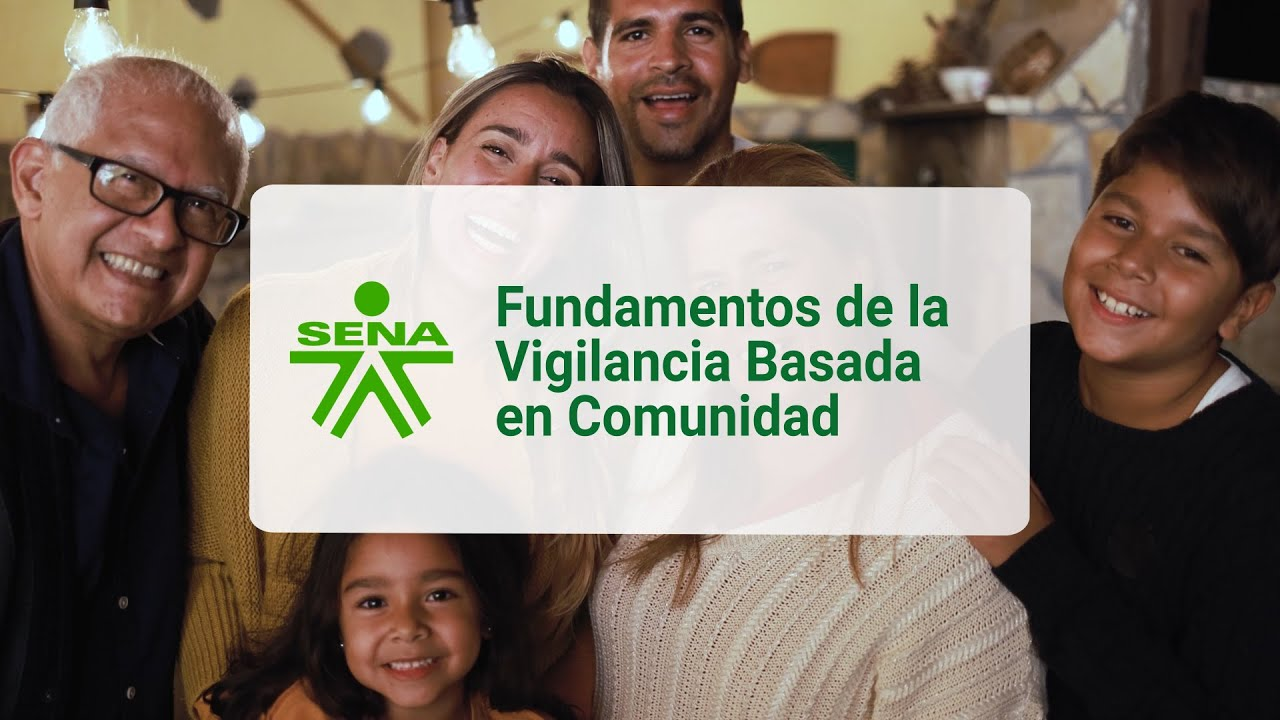 SENA
Fundamentos de la
Vigilancia Basada
en Comunidad